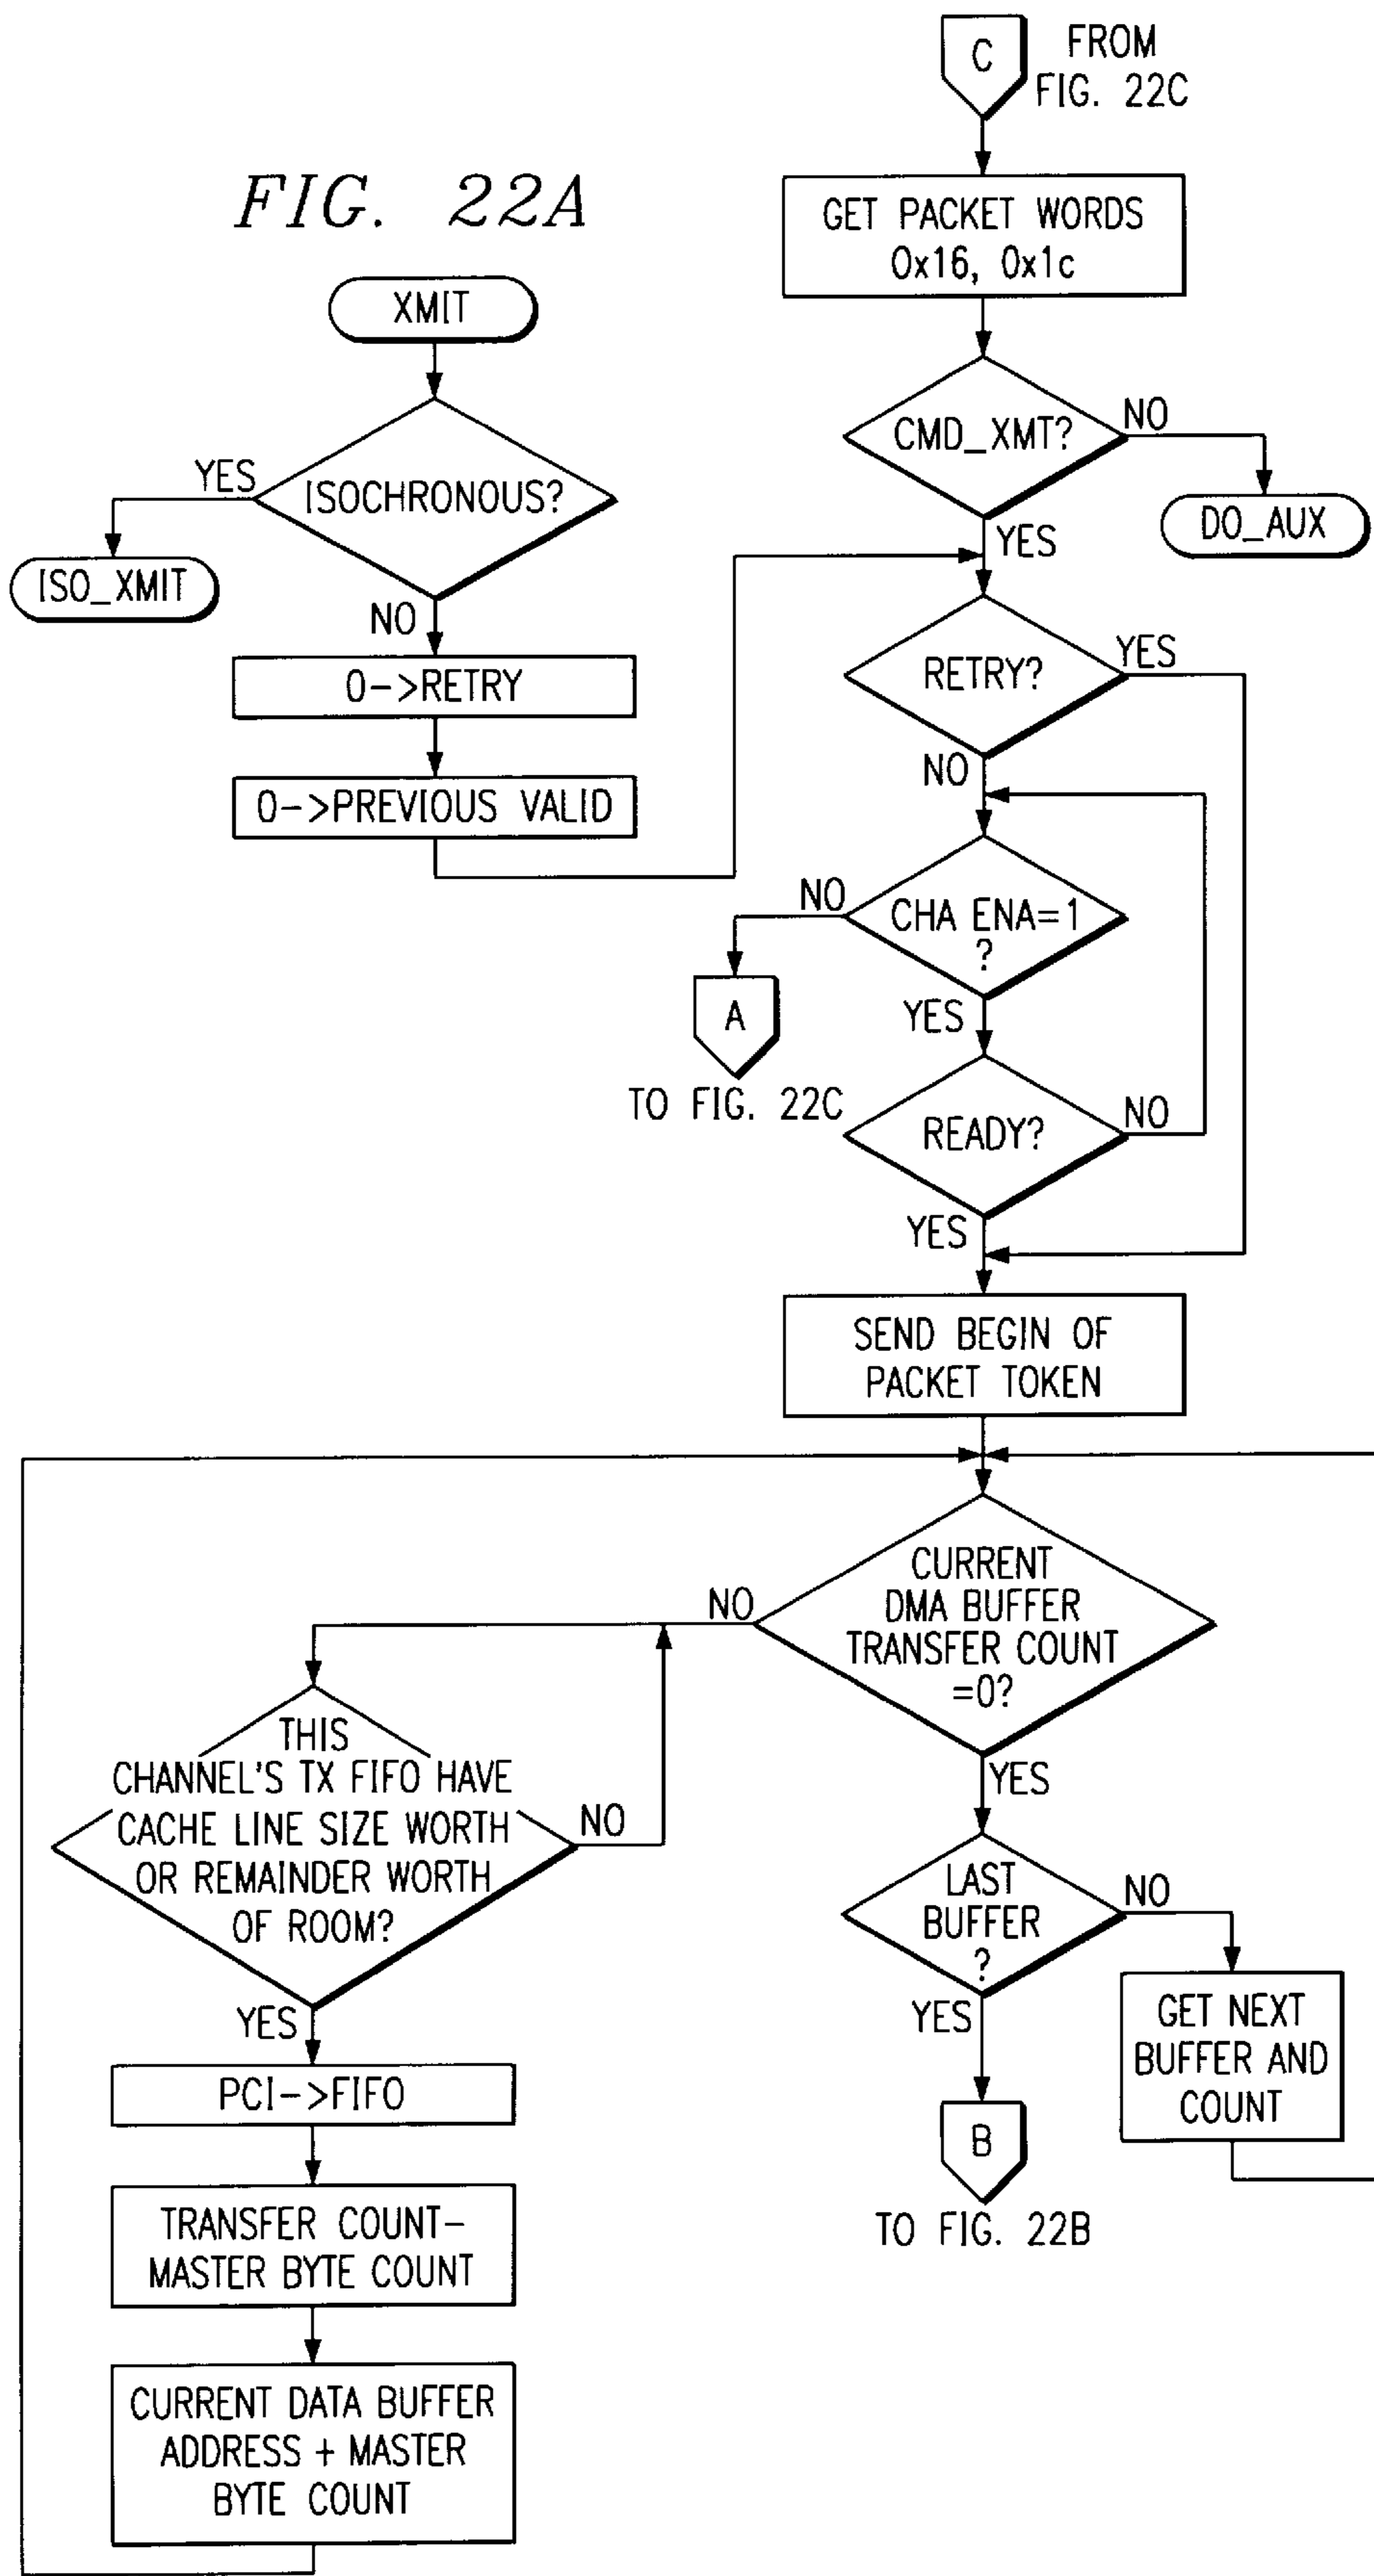 FIG. 22A
XMIT
ISOCHRONOUS?
YES
ISO_XMIT
NO
0->RETRY
0->PREVIOUS VALID
C
FROM
FIG. 22C
GET PACKET WORDS
0x16, 0x1c
CMD_XMT?
NO
DO_AUX
YES
RETRY?
YES
NO
CHA ENA=1
?
NO
A
TO FIG. 22C
YES
READY?
NO
YES
SEND BEGIN OF
PACKET TOKEN
CURRENT
DMA BUFFER
TRANSFER COUNT
=0?
NO
THIS
CHANNEL'S TX FIFO HAVE
CACHE LINE SIZE WORTH
OR REMAINDER WORTH
OF ROOM?
NO
YES
PCI->FIFO
TRANSFER COUNT-
MASTER BYTE COUNT
CURRENT DATA BUFFER
ADDRESS + MASTER
BYTE COUNT
YES
LAST
BUFFER
?
NO
GET NEXT
BUFFER AND
COUNT
YES
B
TO FIG. 22B